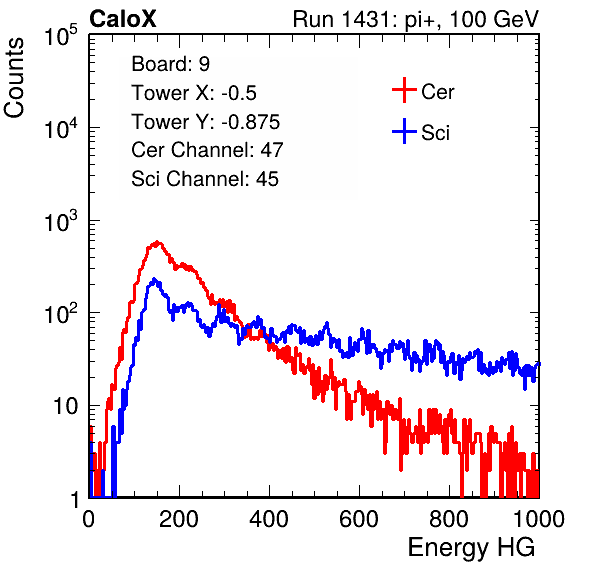 CaloX
Run 1431: pi+, 100 GeV
Counts
Board: 9
Tower X: -0.5
Tower Y: -0.875
Cer Channel: 47
Sci Channel: 45
Cer
Sci
10^5
10^4
10^3
10^2
10
1
0 200 400 600 800 1000
Energy HG